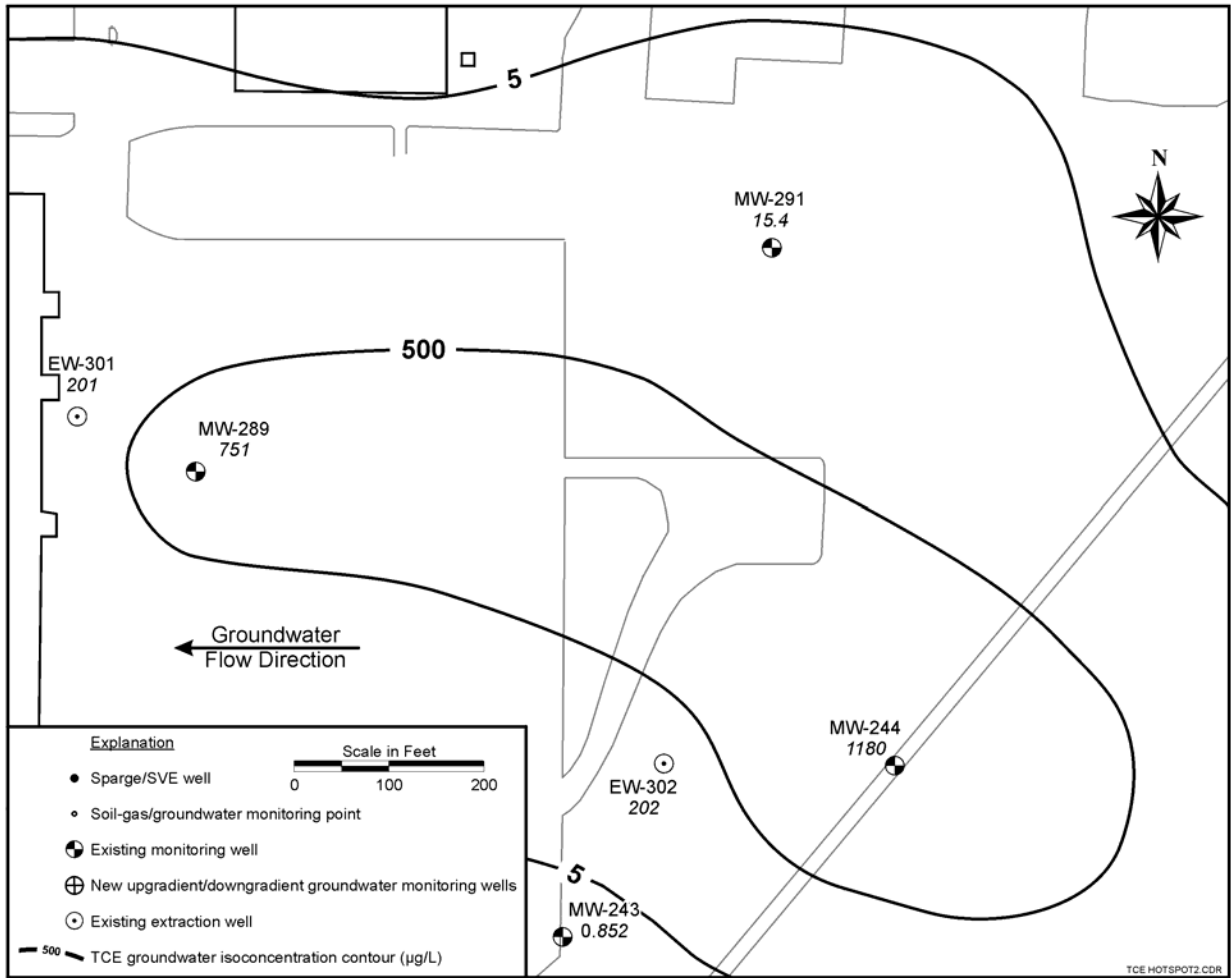 5
N
MW-291
15.4
500
EW-301
201
MW-289
751
Groundwater
Flow Direction
MW-244
1180
EW-302
202
5
MW-243
0.852
Explanation
Scale in Feet
0 100 200
Sparge/SVE well
Soil-gas/groundwater monitoring point
Existing monitoring well
New upgradient/downgradient groundwater monitoring wells
Existing extraction well
500 TCE groundwater isoconcentration contour (µg/L)
TCE HOTSPOT2.CDR